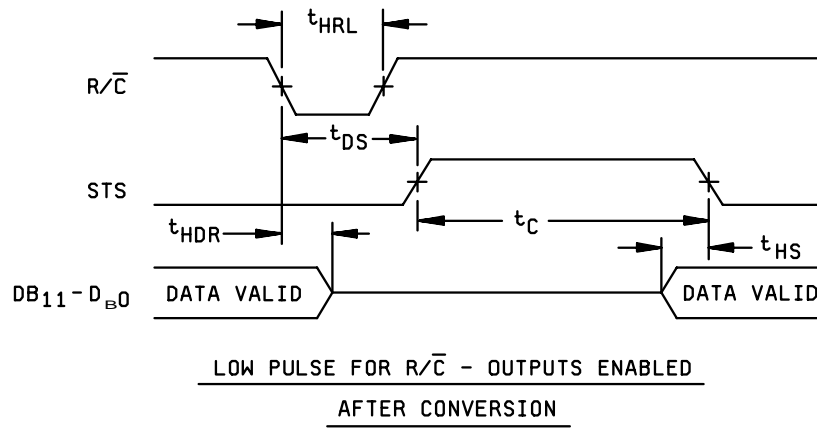 tHRL
R/C̅
tDS
STS
tHDR
tC
tHS
DB11-DB0
DATA VALID
DATA VALID
LOW PULSE FOR R/C̅ - OUTPUTS ENABLED
AFTER CONVERSION